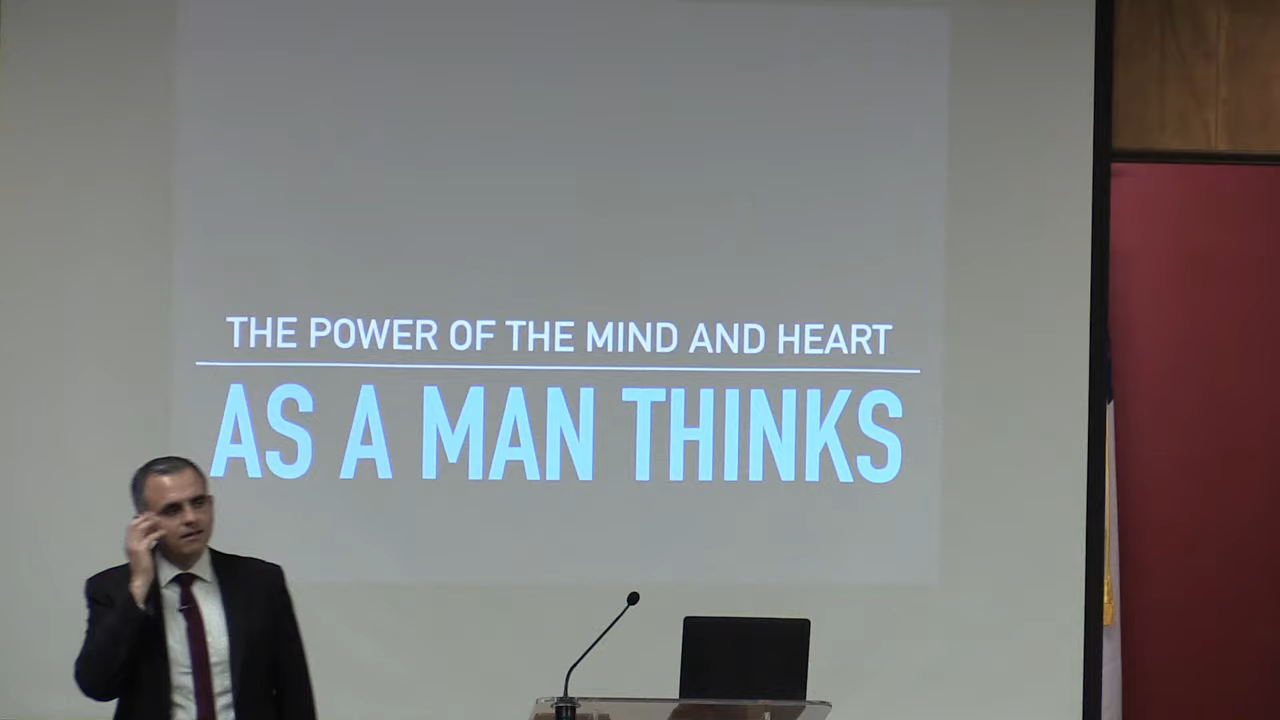 THE POWER OF THE MIND AND HEART
AS A MAN THINKS